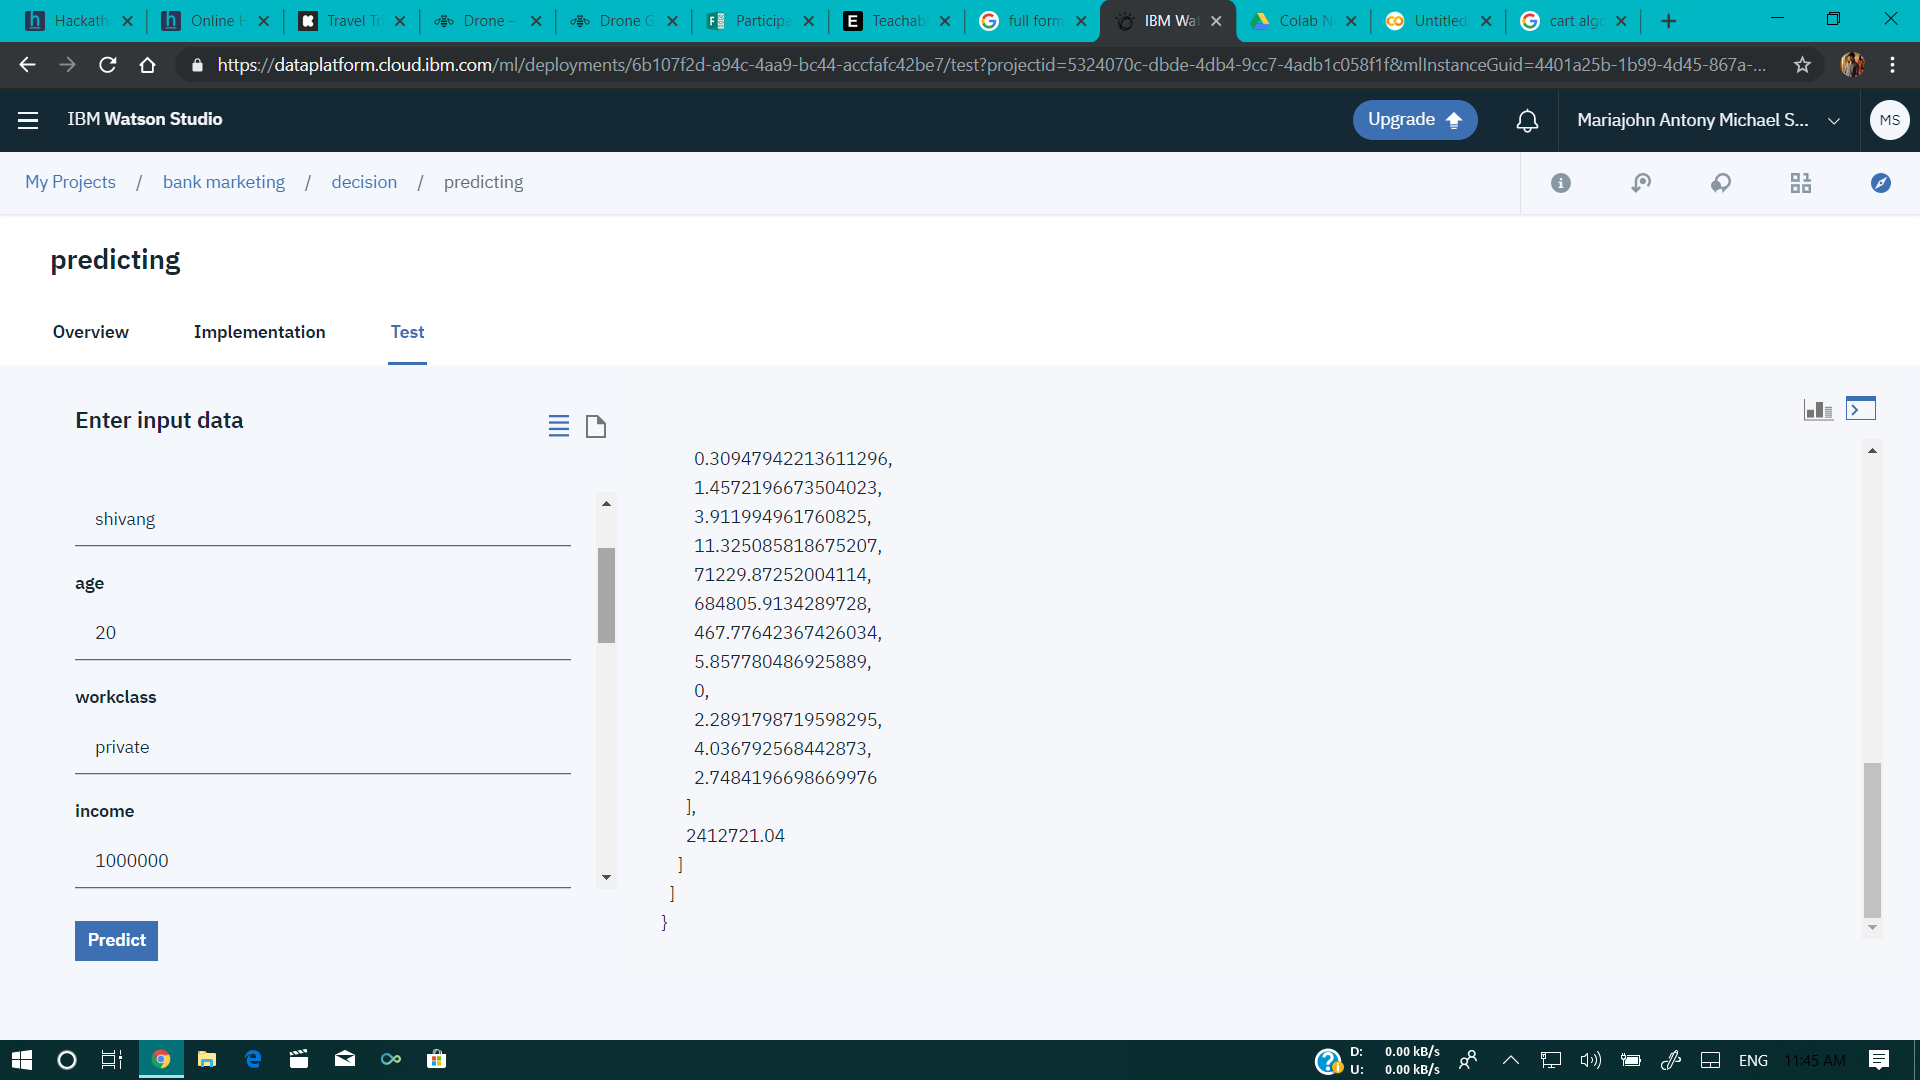 Hackath
Online H
Travel Tr
Drone –
Drone G
Participa
Teachabl
full form
IBM Wat
Colab N
Untitled
cart algo
https://dataplatform.cloud.ibm.com/ml/deployments/6b107f2d-a94c-4aa9-bc44-accfafc42be7/test?projectid=5324070c-dbde-4db4-9cc7-4adb1c058f1f&mlInstanceGuid=4401a25b-1b99-4d45-867a-...
IBM Watson Studio
Upgrade
Mariajohn Antony Michael S...
MS
My Projects / bank marketing / decision / predicting
predicting
Overview
Implementation
Test
Enter input data
shivang
age
20
workclass
private
income
1000000
Predict
0.30947942213611296,
1.4572196673504023,
3.911994961760825,
11.325085818675207,
71229.87252004114,
684805.9134289728,
467.77642367426034,
5.857780486925889,
0,
2.2891798719598295,
4.036792568442873,
2.7484196698669976
],
2412721.04
]
]
}
D: 0.00 kB/s
U: 0.00 kB/s
ENG
11:45 AM